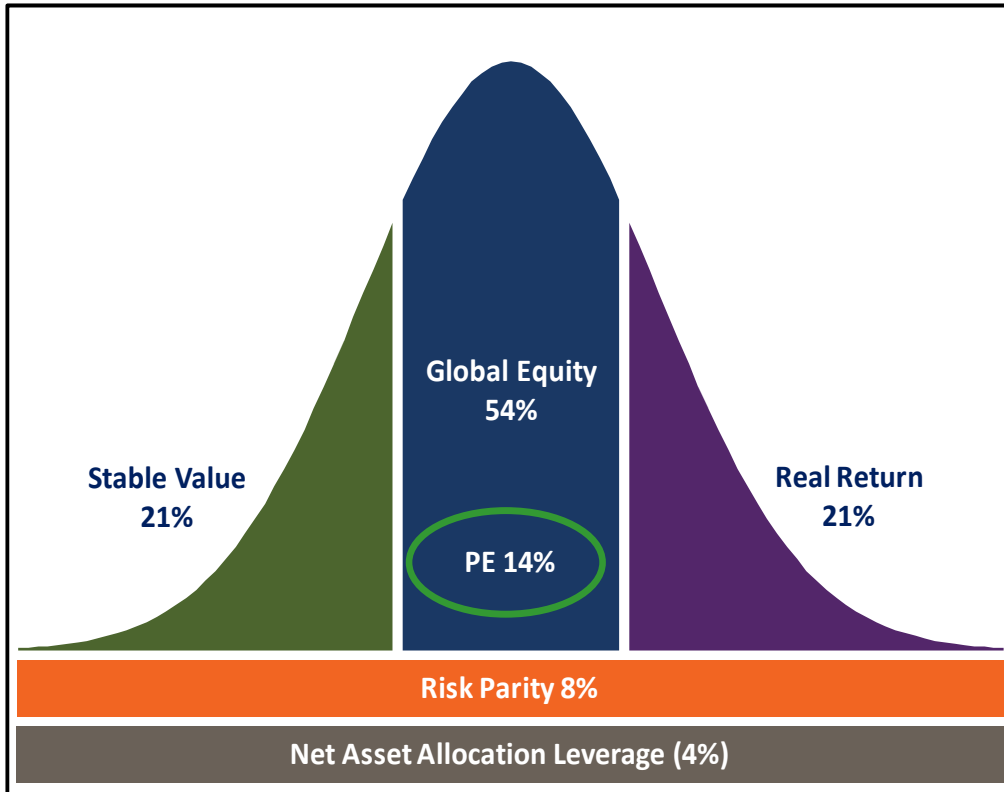 Global Equity
54%
Stable Value
21%
Real Return
21%
PE 14%
Risk Parity 8%
Net Asset Allocation Leverage (4%)